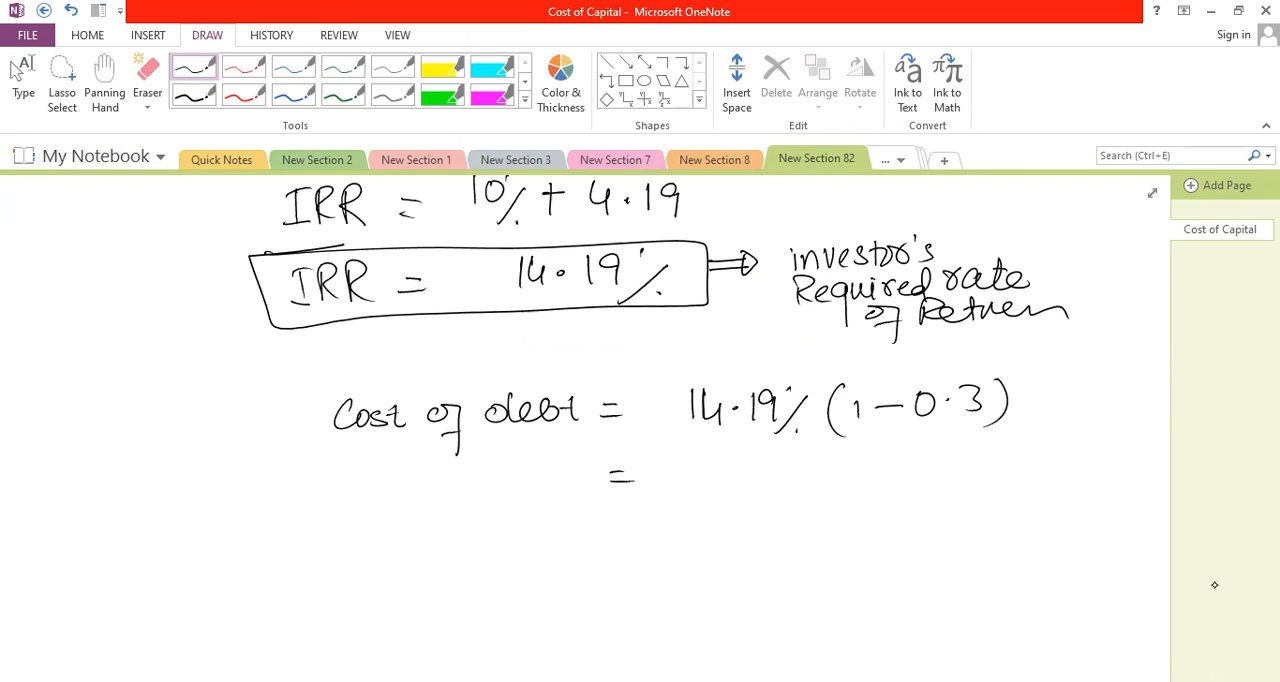 Cost of Capital - Microsoft OneNote
?
FILE HOME INSERT DRAW HISTORY REVIEW VIEW
Sign in
Type
Lasso Select
Panning Hand
Eraser
Color & Thickness
Insert Space
Delete
Arrange
Rotate
Ink to Text
Ink to Math
Tools
Shapes
Edit
Convert
My Notebook
Quick Notes
New Section 2
New Section 1
New Section 3
New Section 7
New Section 8
New Section 82
...
Search (Ctrl+E)
Add Page
Cost of Capital
IRR = 10% + 4.19
IRR = 14.19% ⇒ investor's
Required rate
of Return
Cost of debt = 14.19% (1 - 0.3)
=